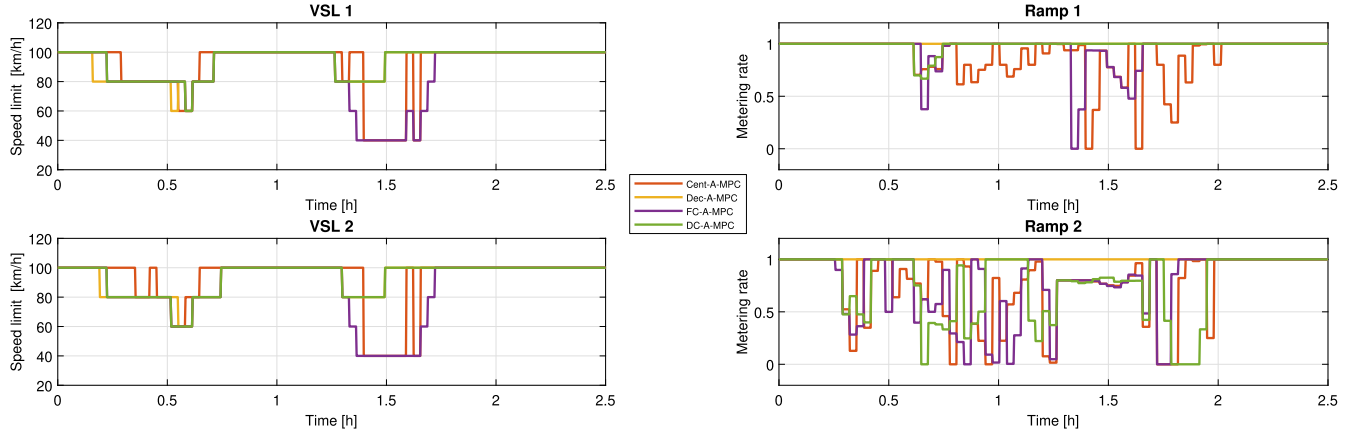 VSL 1
120
100
80
60
40
20
Speed limit [km/h]
0 0.5 1 1.5 2 2.5
Time [h]
Ramp 1
1
0.5
0
Metering rate
0 0.5 1 1.5 2 2.5
Time [h]
Cent-A-MPC
Dec-A-MPC
FC-A-MPC
DC-A-MPC
VSL 2
120
100
80
60
40
20
Speed limit [km/h]
0 0.5 1 1.5 2 2.5
Time [h]
Ramp 2
1
0.5
0
Metering rate
0 0.5 1 1.5 2 2.5
Time [h]